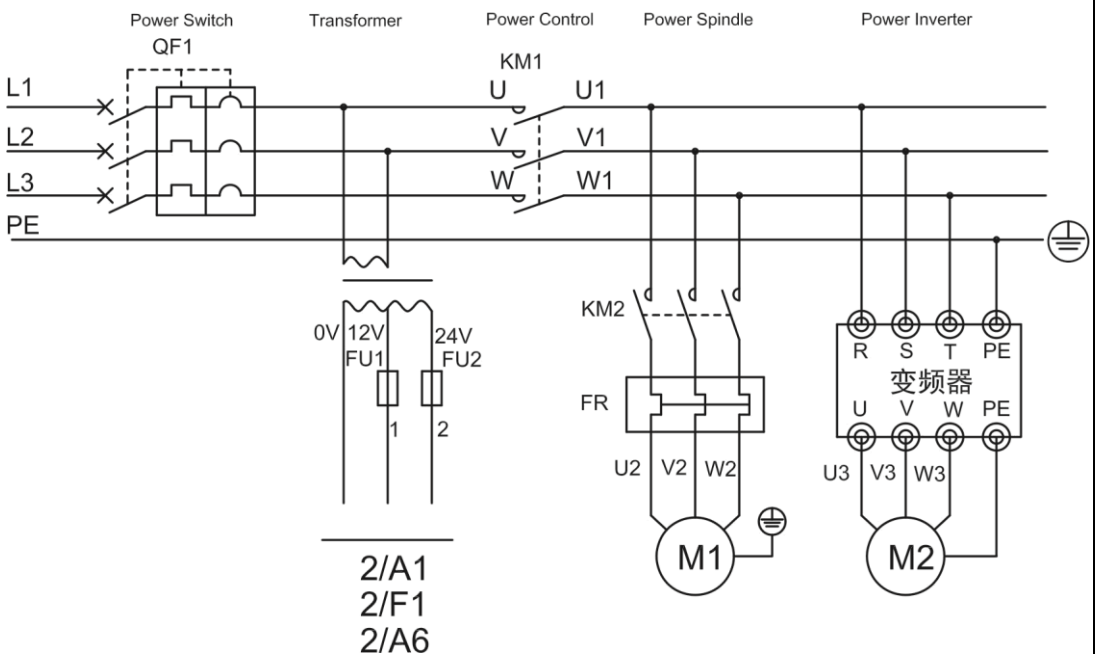 Power Switch
Transformer
Power Control
Power Spindle
Power Inverter
QF1
KM1
L1
U
U1
L2
V
V1
L3
W
W1
PE
KM2
0V
12V
24V
FU1
FU2
R
S
T
PE
变频器
FR
U
V
W
PE
1
2
U2
V2
W2
U3
V3
W3
M1
M2
2/A1
2/F1
2/A6